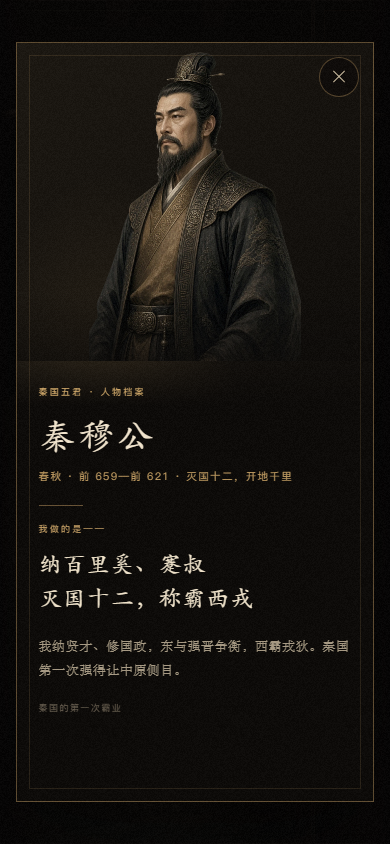 秦国五君 · 人物档案
秦穆公
春秋 · 前 659—前 621 · 灭国十二，开地千里
我做的是——
纳百里奚、蹇叔
灭国十二，称霸西戎
我纳贤才、修国政，东与强晋争衡，西霸戎狄。秦国
第一次强得让中原侧目。
秦国的第一次霸业